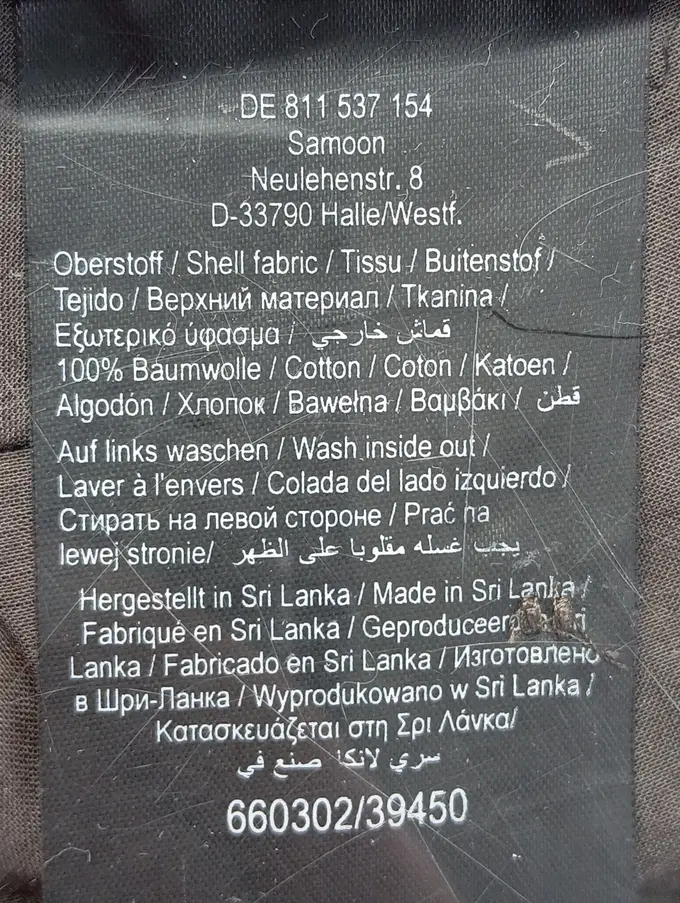 DE 811 537 154
Samoon
Neulehenstr. 8
D-33790 Halle/Westf.
Oberstoff / Shell fabric / Tissu / Buitenstof /
Tejido / Верхний материал / Tkanina /
Εξωτερικό ύφασμα / قماش خارجي
100% Baumwolle / Cotton / Coton / Katoen /
Algodón / Хлопок / Bawełna / Βαμβάκι / قطن
Auf links waschen / Wash inside out /
Laver à l'envers / Colada del lado izquierdo /
Стирать на левой стороне / Prać na
lewej stronie/ يجب غسله مقلوبا على الظهر
Hergestellt in Sri Lanka / Made in Sri Lanka /
Fabriqué en Sri Lanka /
Lanka / Fabricado en Sri Lanka / Изготовлено
в Шри-Ланка / Wyprodukowano w Sri Lanka /
Κατασκευάζεται στη Σρι Λάνκα/
سري لانكا صنع في
660302/39450